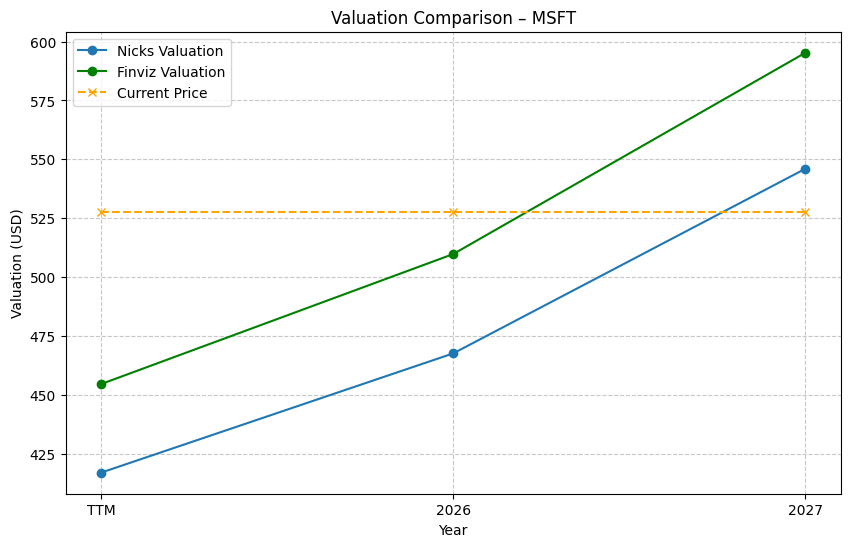 Valuation Comparison – MSFT
Nicks Valuation
Finviz Valuation
Current Price
Valuation (USD)
600
575
550
525
500
475
450
425
TTM
2026
2027
Year